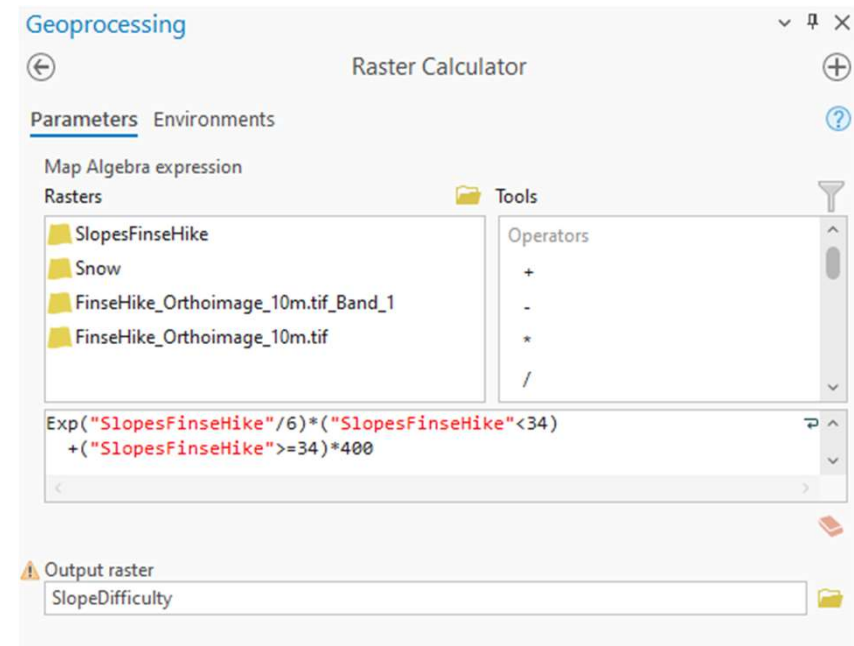 Geoprocessing
Raster Calculator
Parameters Environments
Map Algebra expression
Rasters
Tools
SlopesFinseHike
Snow
FinseHike_Orthoimage_10m.tif_Band_1
FinseHike_Orthoimage_10m.tif
Operators
+
-
*
/
Exp("SlopesFinseHike"/6)*("SlopesFinseHike"<34)
+("SlopesFinseHike">=34)*400
Output raster
SlopeDifficulty